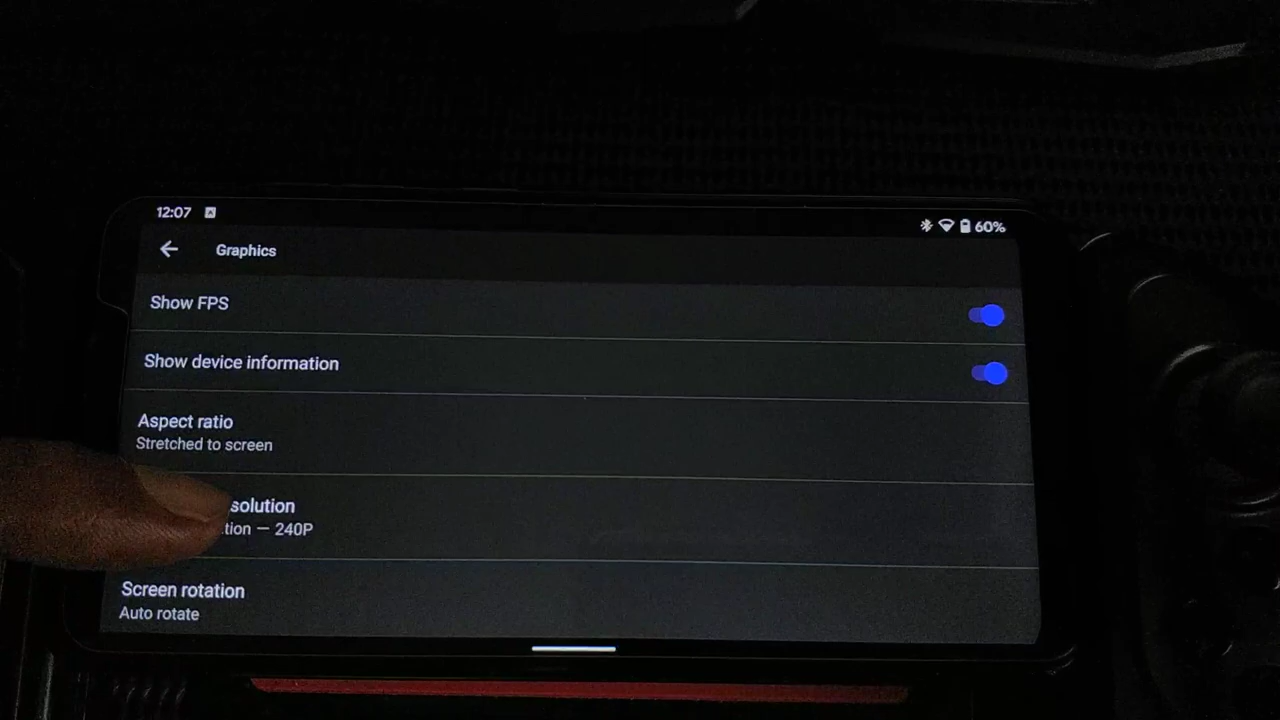 12:07
60%
Graphics
Show FPS
Show device information
Aspect ratio
Stretched to screen
solution
tion — 240P
Screen rotation
Auto rotate